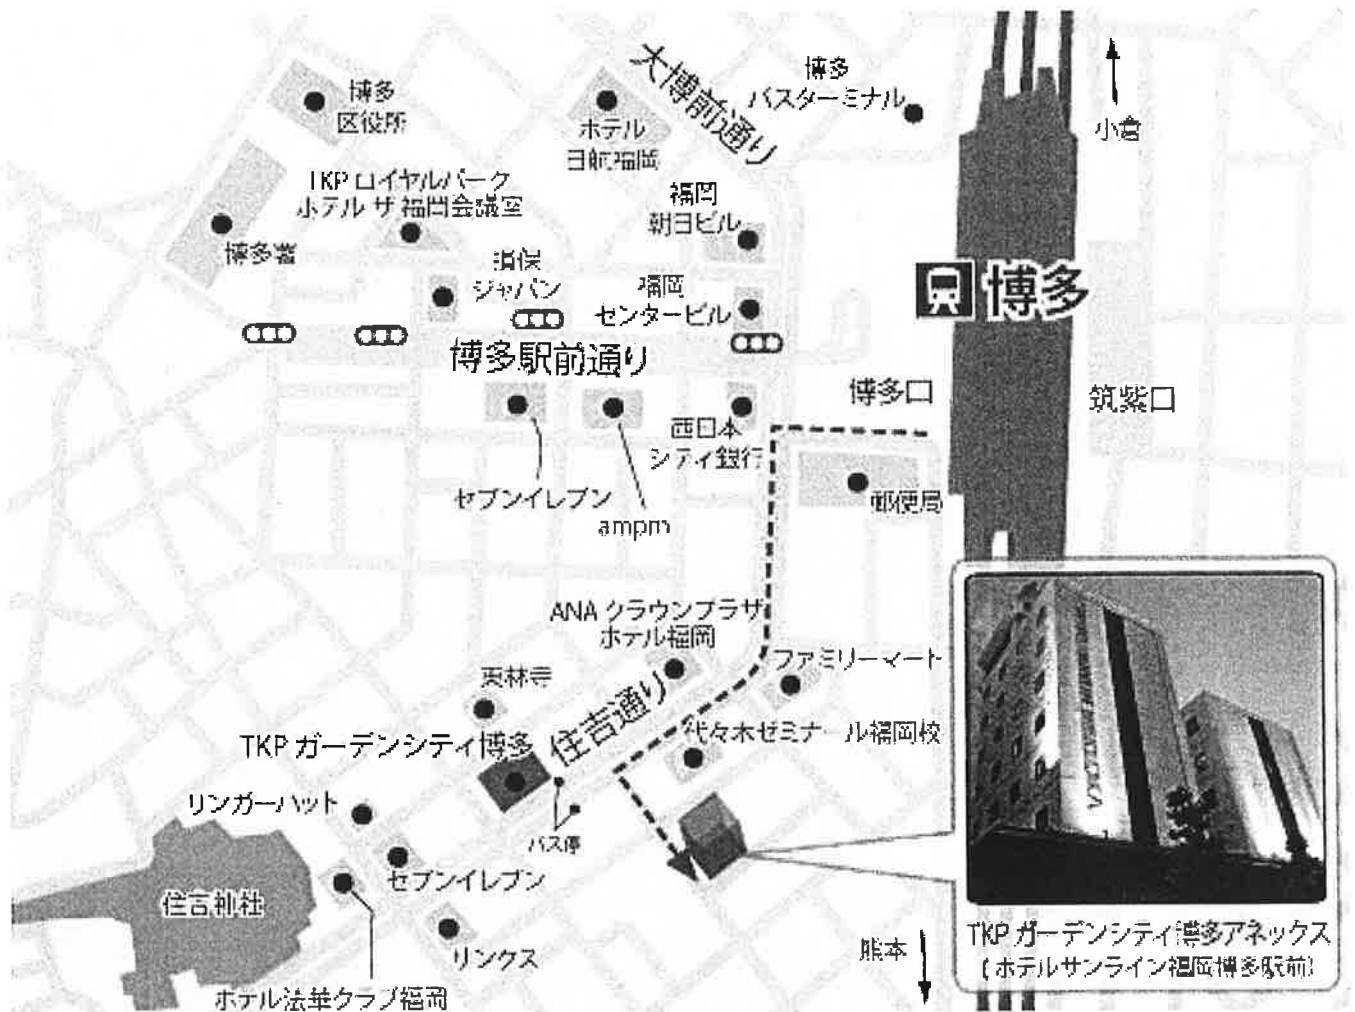 大博前通り
博多
バスターミナル
小倉
博多
区役所
ホテル
日航福岡
TKP ロイヤルパーク
ホテル ザ 福岡会議室
福岡
朝日ビル
博多署
損保
ジャパン
福岡
センタービル
博多
博多駅前通り
博多口
筑紫口
西日本
シティ銀行
セブンイレブン
ampm
郵便局
ANA クラウンプラザ
ホテル福岡
ファミリーマート
東林寺
住吉通り
代々木ゼミナール福岡校
TKP ガーデンシティ博多
リンガーハット
バス停
セブンイレブン
住吉神社
リンクス
ホテル法華クラブ福岡
熊本
TKP ガーデンシティ博多アネックス
(ホテルサンライン福岡博多駅前)